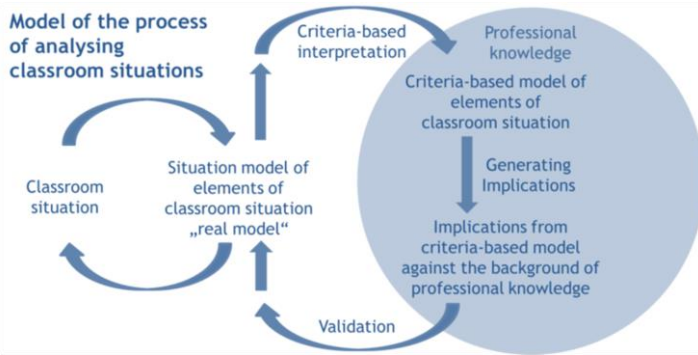 Model of the process
of analysing
classroom situations
Criteria-based
interpretation
Professional
knowledge
Criteria-based model of
elements of
classroom situation
Generating
Implications
Implications from
criteria-based model
against the background of
professional knowledge
Validation
Situation model of
elements of
classroom situation
„real model“
Classroom
situation